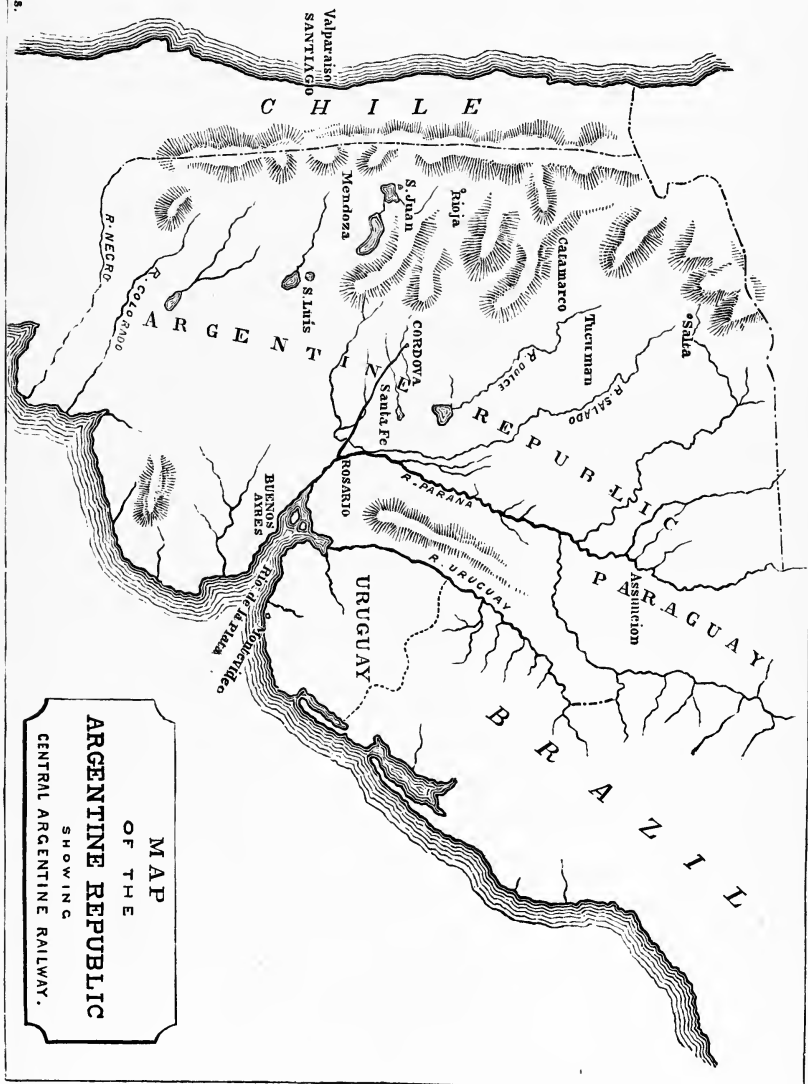 Valparaiso
SANTIAGO
CHILE
Mendoza
S. Juan
Rioja
Catamarco
Tucuman
Salta
S. Luis
CORDOVA
Santa Fe
R. DULCE
R. SALADO
R. NEGRO
R. COLORADO
ARGENTINE REPUBLIC
ROSARIO
R. PARANA
R. URUGUAY
BUENOS
AYRES
Rio de la Plata
Montevideo
URUGUAY
PARAGUAY
Assuncion
BRAZIL
MAP
OF THE
ARGENTINE REPUBLIC
SHOWING
CENTRAL ARGENTINE RAILWAY.
s.